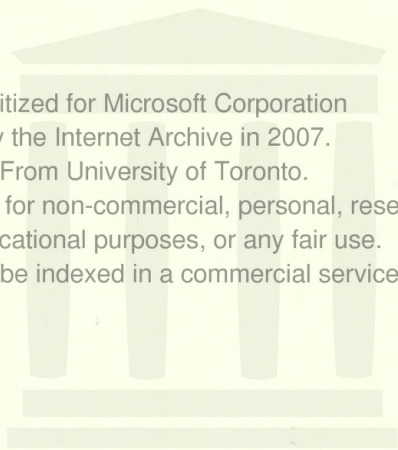 itized for Microsoft Corporation
the Internet Archive in 2007.
From University of Toronto.
for non-commercial, personal, rese
cational purposes, or any fair use.
be indexed in a commercial service